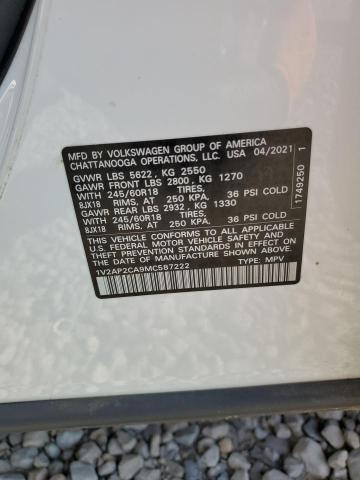 MFD. BY VOLKSWAGEN GROUP OF AMERICA
CHATTANOOGA OPERATIONS, LLC. USA 04/2021
GVWR LBS 5622, KG 2550
GAWR FRONT LBS 2800, KG 1270
WITH 245/60R18 TIRES,
8JX18 RIMS, AT 250 KPA, 36 PSI COLD
GAWR REAR LBS 2932, KG 1330
WITH 245/60R18 TIRES,
8JX18 RIMS, AT 250 KPA, 36 PSI COLD
THIS VEHICLE CONFORMS TO ALL APPLICABLE
U.S. FEDERAL MOTOR VEHICLE SAFETY AND
THEFT PREVENTION STANDARDS IN EFFECT
ON THE DATE OF MANUFACTURE SHOWN ABOVE.
1V2AP2CA9MC587222 TYPE: MPV
1749250 1